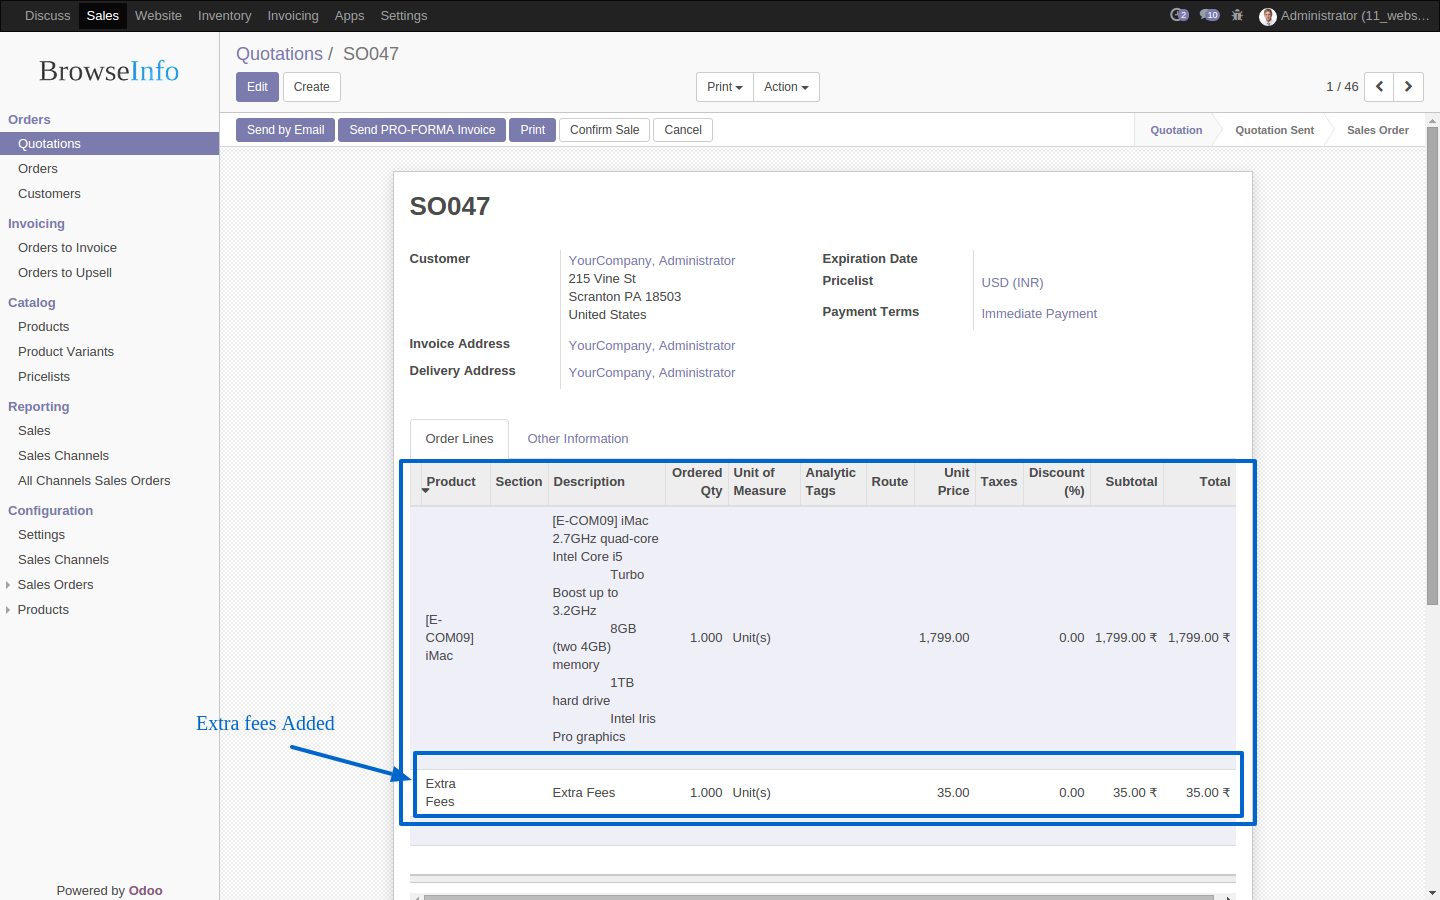 Discuss Sales Website Inventory Invoicing Apps Settings 2 10 Administrator (11_webs...
BrowseInfo
Orders
Quotations
Orders
Customers
Invoicing
Orders to Invoice
Orders to Upsell
Catalog
Products
Product Variants
Pricelists
Reporting
Sales
Sales Channels
All Channels Sales Orders
Configuration
Settings
Sales Channels
Sales Orders
Products
Powered by Odoo
Quotations / SO047
Edit Create Print Action 1 / 46
Send by Email Send PRO-FORMA Invoice Print Confirm Sale Cancel Quotation Quotation Sent Sales Order
SO047
Customer YourCompany, Administrator
215 Vine St
Scranton PA 18503
United States
Invoice Address YourCompany, Administrator
Delivery Address YourCompany, Administrator
Expiration Date
Pricelist USD (INR)
Payment Terms Immediate Payment
Order Lines Other Information
Product Section Description Ordered Qty Unit of Measure Analytic Tags Route Unit Price Taxes Discount (%) Subtotal Total
[E-
COM09]
iMac
[E-COM09] iMac
2.7GHz quad-core
Intel Core i5
Turbo
Boost up to
3.2GHz
8GB
(two 4GB)
memory
1TB
hard drive
Intel Iris
Pro graphics
1.000 Unit(s) 1,799.00 0.00 1,799.00 ₹ 1,799.00 ₹
Extra fees Added
Extra
Fees
Extra Fees 1.000 Unit(s) 35.00 0.00 35.00 ₹ 35.00 ₹